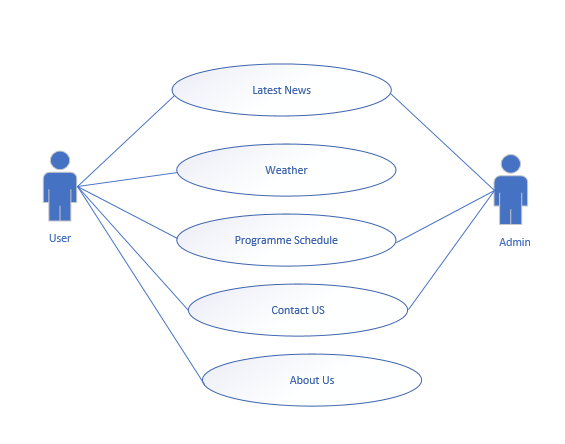 Latest News
Weather
Programme Schedule
User
Admin
Contact US
About Us